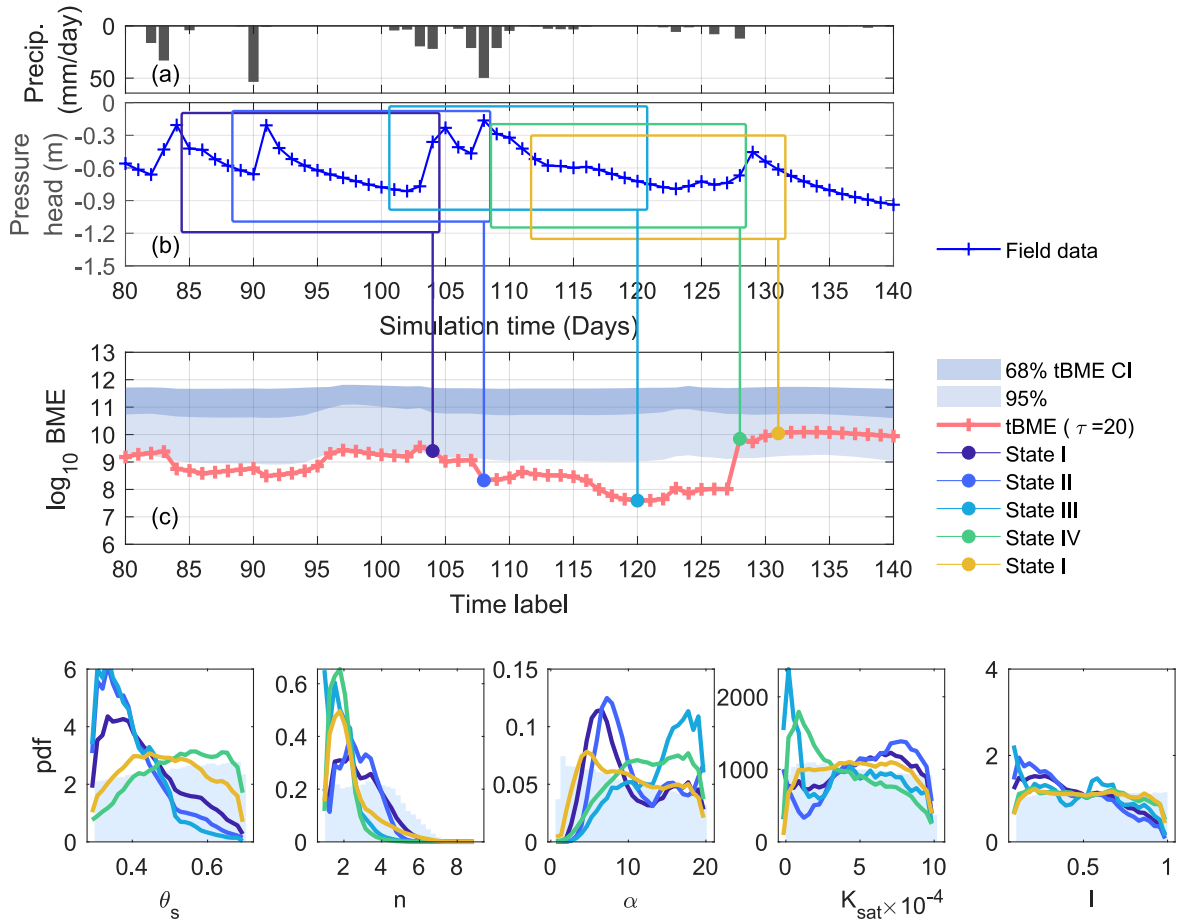 Precip.
(mm/day)
0
50
(a)
Pressure
head (m)
0
-0.3
-0.6
-0.9
-1.2
-1.5
(b)
80 85 90 95 100 105 110 115 120 125 130 135 140
Simulation time (Days)
Field data
log10 BME
13
12
11
10
9
8
7
6
(c)
80 85 90 95 100 105 110 115 120 125 130 135 140
Time label
68% tBME CI
95%
tBME ( τ =20)
State I
State II
State III
State IV
State I
pdf
6
4
2
0
0.4 0.6
θs
0.6
0.4
0.2
0
2 4 6 8
n
0.15
0.1
0.05
0
0 10 20
α
2000
1000
0
0 5 10
Ksat×10-4
4
2
0
0.5 1
l